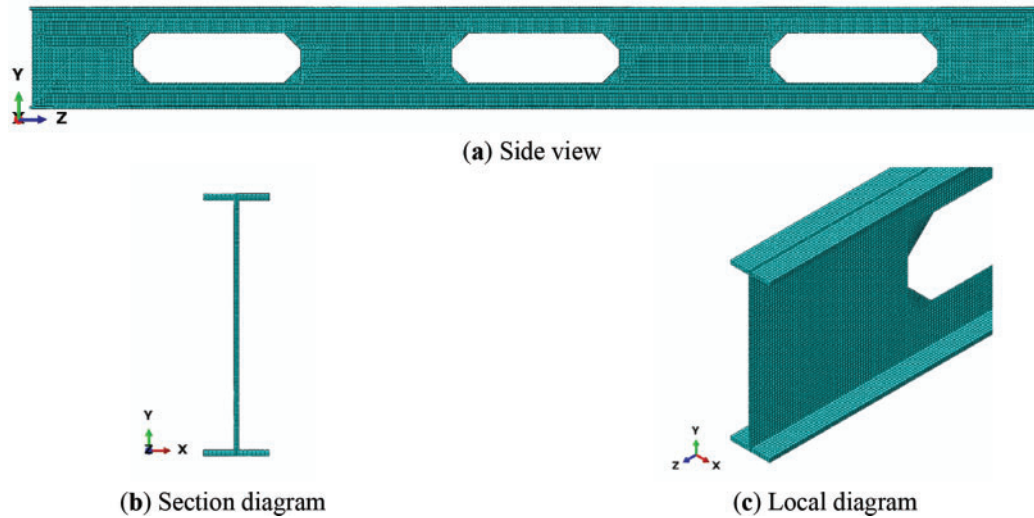 Y
X Z
(a) Side view
Y
Z X
(b) Section diagram
Y
Z X
(c) Local diagram